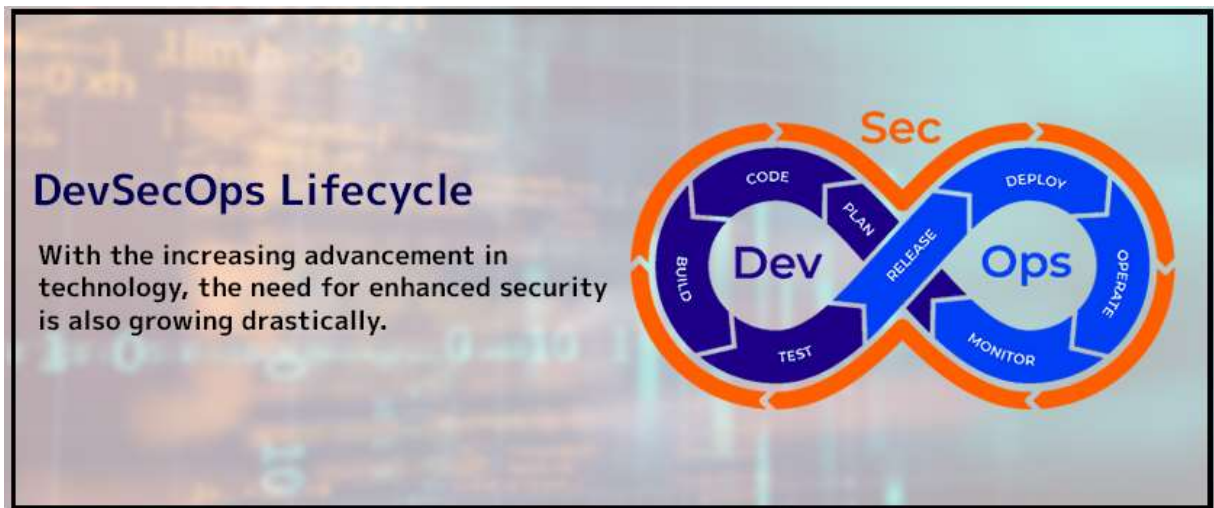 DevSecOps Lifecycle
With the increasing advancement in
technology, the need for enhanced security
is also growing drastically.
Sec
CODE
PLAN
DEPLOY
Dev
RELEASE
Ops
BUILD
OPERATE
TEST
MONITOR